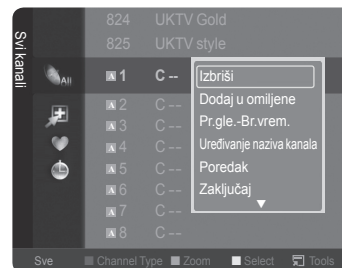 Svi kanali
824 UKTV Gold
825 UKTV style
All
A 1 C --
A 2 C --
A 3 C --
A 4 C --
A 5 C --
A 6 C --
A 7 C --
A 8 C --
Izbriši
Dodaj u omiljene
Pr.gle.-Br.vrem.
Uređivanje naziva kanala
Poredak
Zaključaj
Sve Channel Type Zoom Select Tools